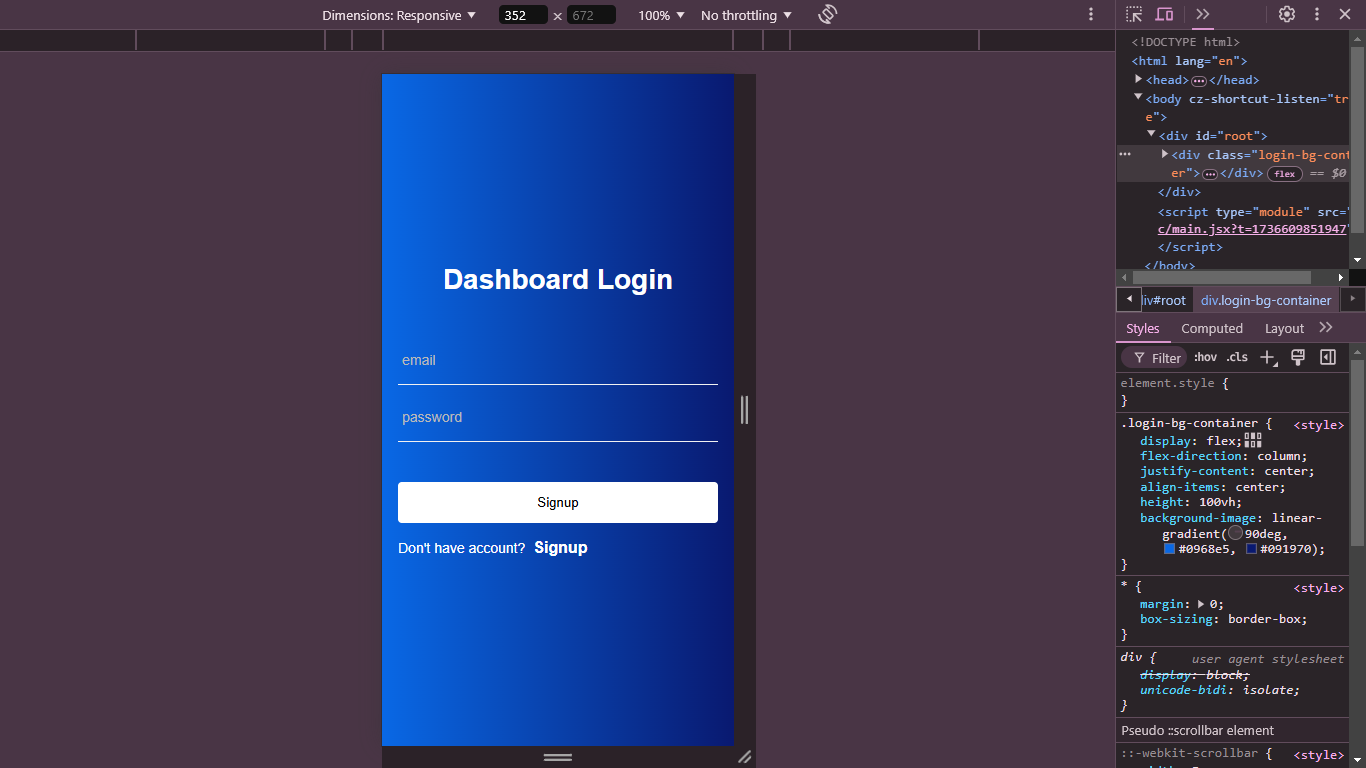 Dimensions: Responsive 352 x 672 100% No throttling
<!DOCTYPE html>
<html lang="en">
<head>…</head>
<body cz-shortcut-listen="tr
e">
<div id="root">
<div class="login-bg-cont
er">…</div> flex == $0
</div>
<script type="module" src="
c/main.jsx?t=1736609851947"
</script>
</body>
div#root div.login-bg-container
Styles Computed Layout
Filter :hov .cls
element.style {
}
.login-bg-container { <style>
display: flex;
flex-direction: column;
justify-content: center;
align-items: center;
height: 100vh;
background-image: linear-
gradient(90deg,
#0968e5, #091970);
}
* { <style>
margin: 0;
box-sizing: border-box;
}
div { user agent stylesheet
display: block;
unicode-bidi: isolate;
}
Pseudo ::scrollbar element
::-webkit-scrollbar { <style>
Dashboard Login
email
password
Signup
Don't have account? Signup